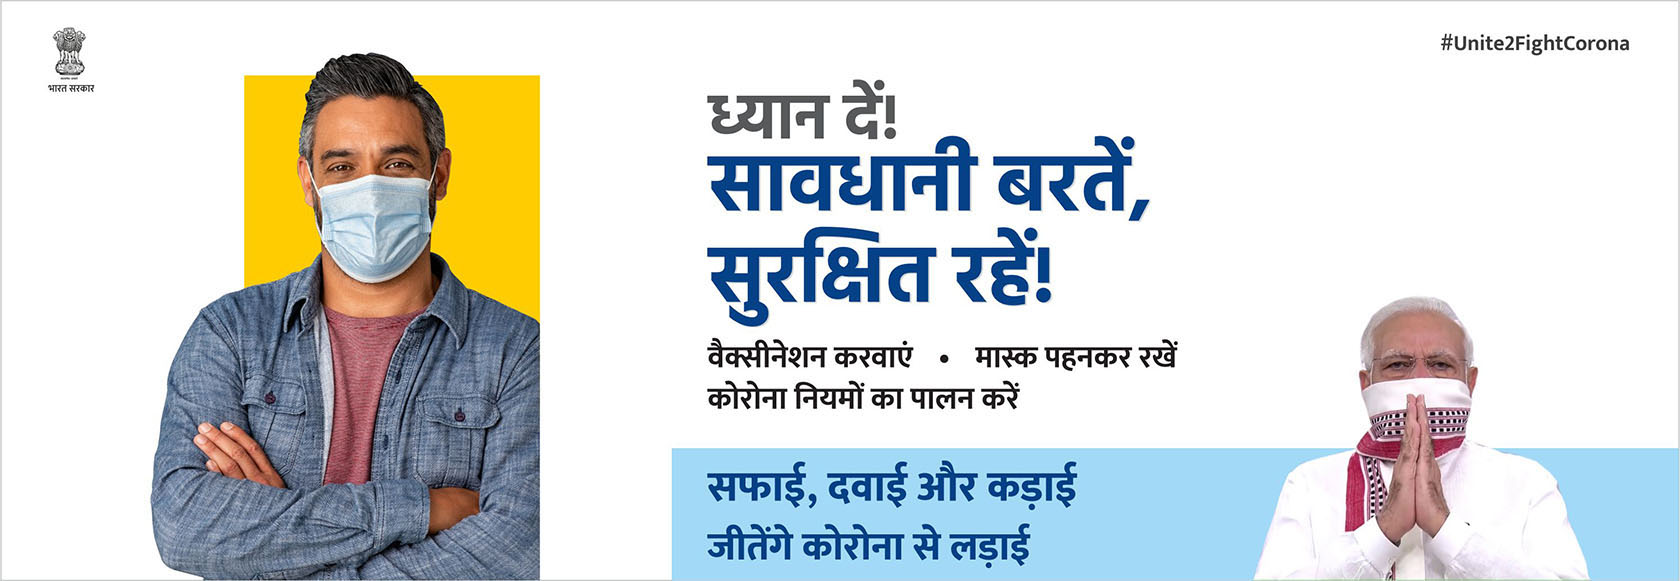 भारत सरकार
#Unite2FightCorona
ध्यान दें!
सावधानी बरतें,
सुरक्षित रहें!
वैक्सीनेशन करवाएं • मास्क पहनकर रखें
कोरोना नियमों का पालन करें
सफाई, दवाई और कड़ाई
जीतेंगे कोरोना से लड़ाई